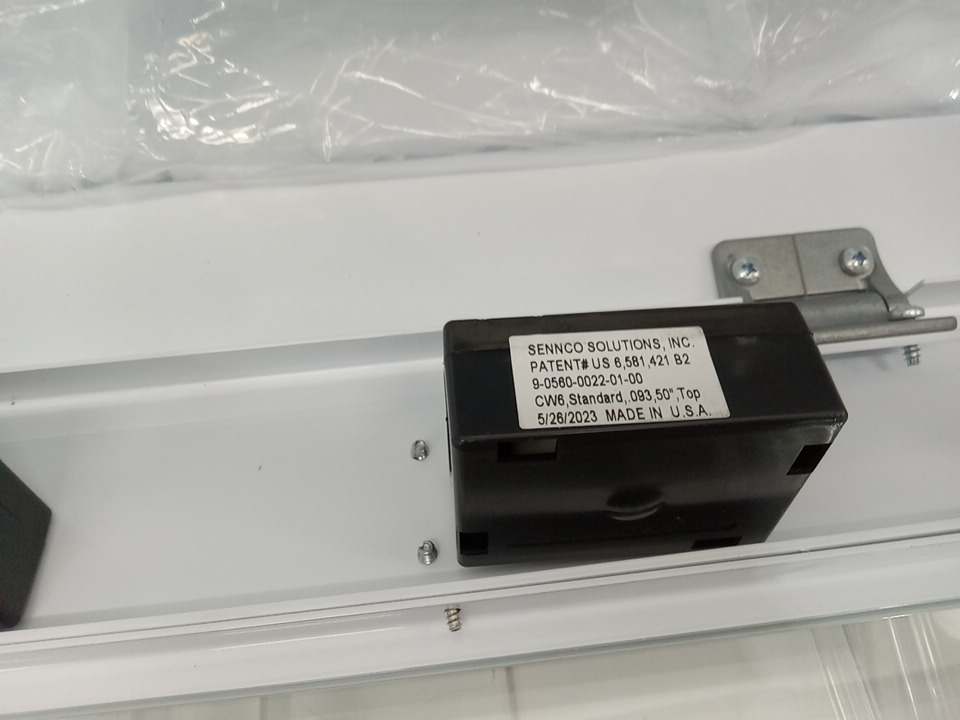 SENNCO SOLUTIONS, INC.
PATENT# US 6,581,421 B2
9-0560-0022-01-00
CW6,Standard,.093,50",Top
5/26/2023 MADE IN U.S.A.